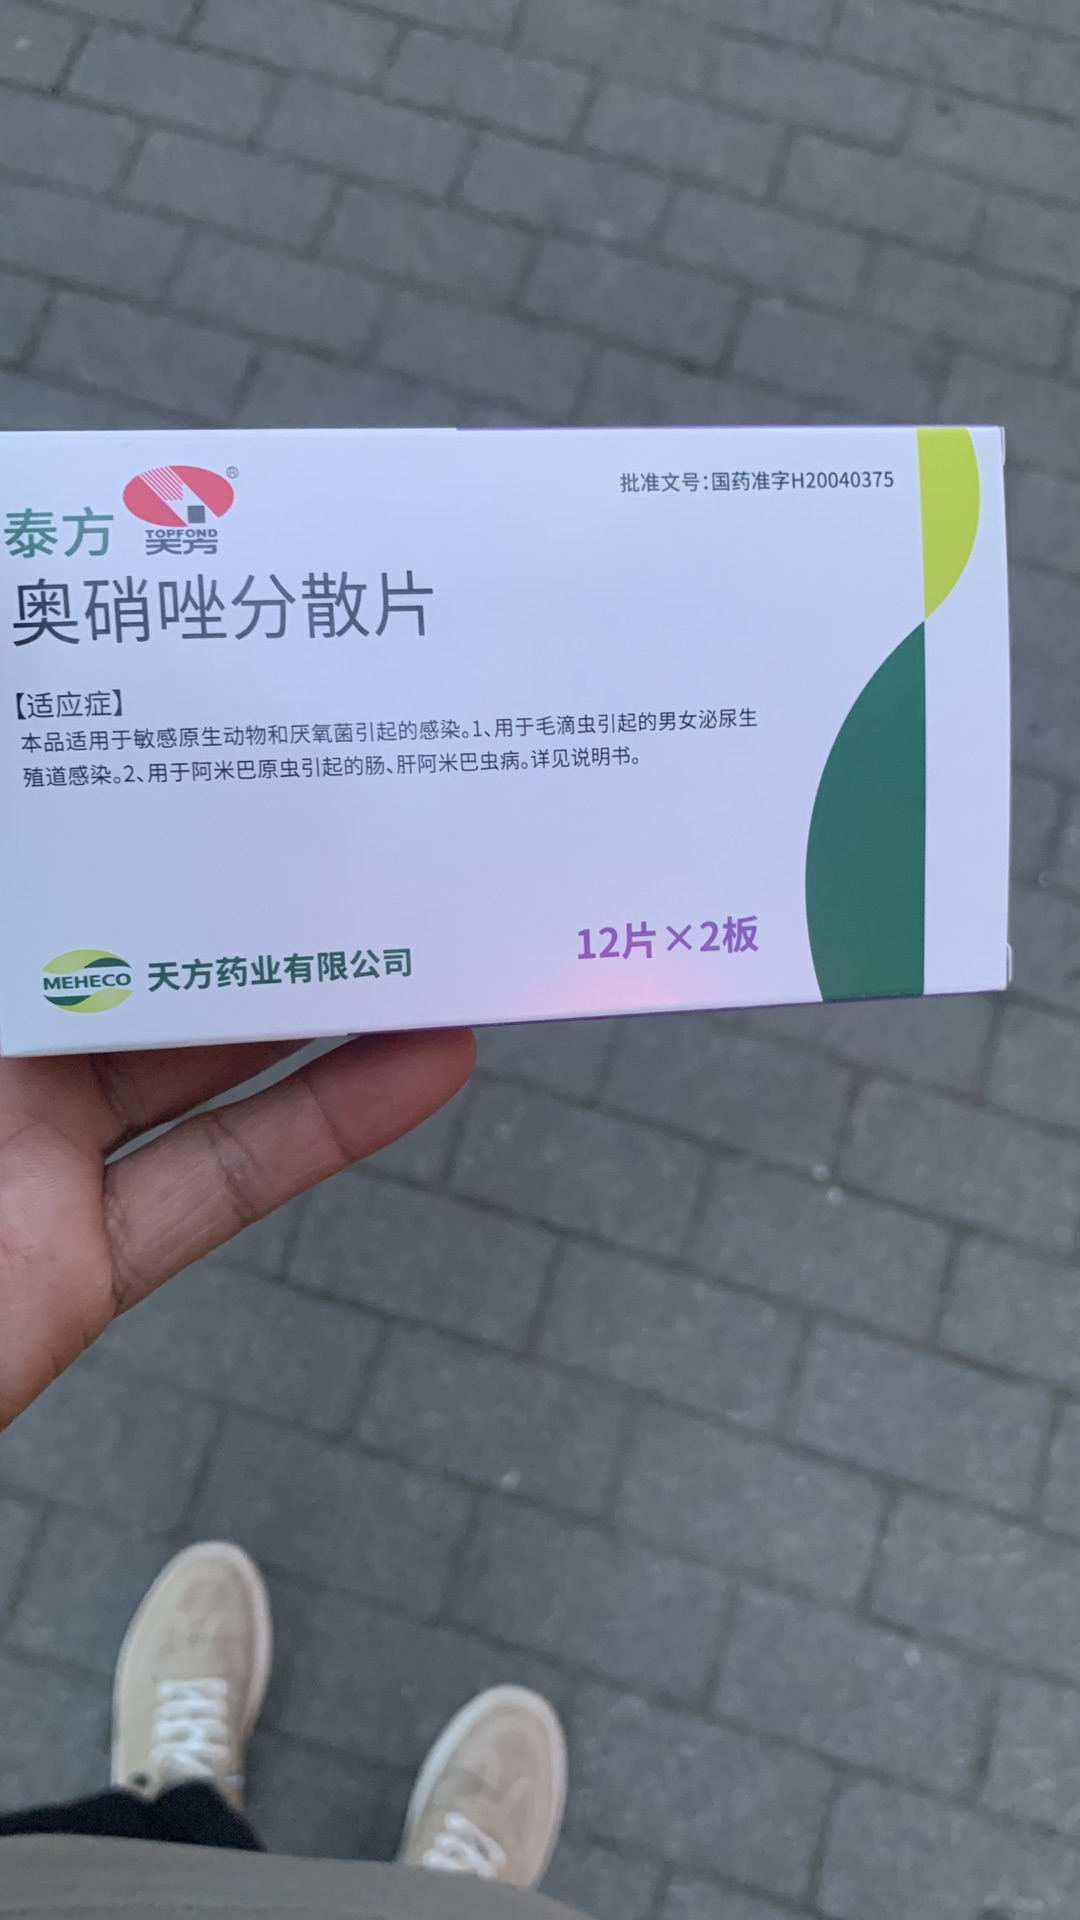 批准文号：国药准字H20040375
泰方
TOPFOND
天方
奥硝唑分散片
【适应症】
本品适用于敏感原生动物和厌氧菌引起的感染。1、用于毛滴虫引起的男女泌尿生
殖道感染。2、用于阿米巴原虫引起的肠、肝阿米巴虫病。详见说明书。
12片×2板
MEHECO 天方药业有限公司